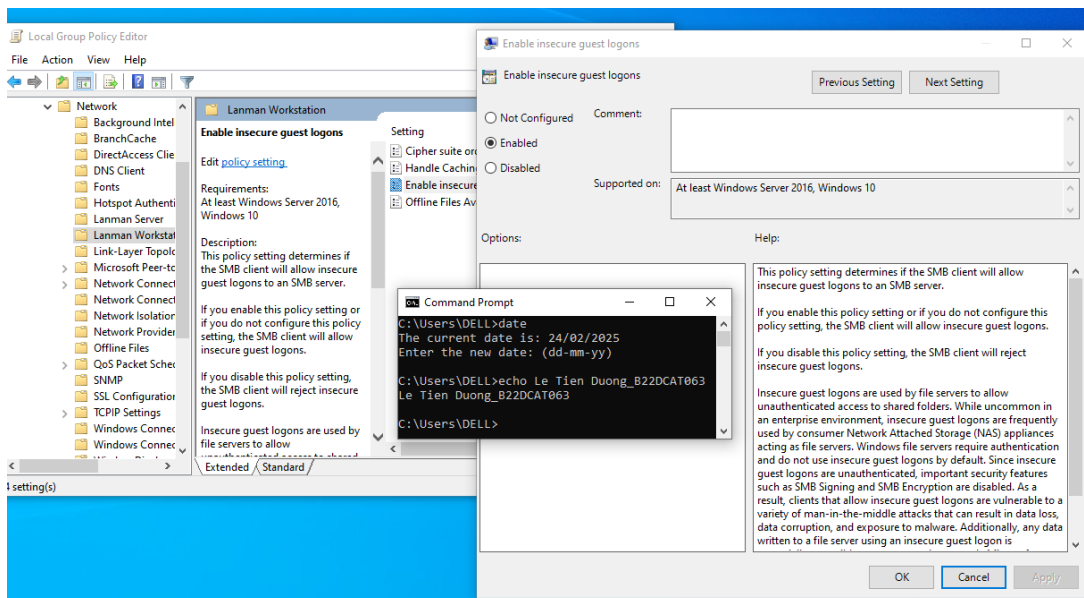 Local Group Policy Editor
File Action View Help
Network
Background Intel
BranchCache
DirectAccess Clie
DNS Client
Fonts
Hotspot Authenti
Lanman Server
Lanman Workstat
Link-Layer Topolc
Microsoft Peer-tc
Network Connect
Network Connect
Network Isolation
Network Provider
Offline Files
QoS Packet Sched
SNMP
SSL Configuration
TCPIP Settings
Windows Connec
Windows Connec
Lanman Workstation
Enable insecure guest logons
Edit policy setting
Requirements:
At least Windows Server 2016,
Windows 10
Description:
This policy setting determines if
the SMB client will allow insecure
guest logons to an SMB server.
If you enable this policy setting or
if you do not configure this policy
setting, the SMB client will allow
insecure guest logons.
If you disable this policy setting,
the SMB client will reject insecure
guest logons.
Insecure guest logons are used by
file servers to allow
Setting
Cipher suite ord
Handle Cachin
Enable insecure
Offline Files Av
Extended Standard
setting(s)
Enable insecure guest logons
Enable insecure guest logons
Previous Setting Next Setting
Not Configured
Enabled
Disabled
Comment:
Supported on:
At least Windows Server 2016, Windows 10
Options:
Help:
This policy setting determines if the SMB client will allow
insecure guest logons to an SMB server.
If you enable this policy setting or if you do not configure this
policy setting, the SMB client will allow insecure guest logons.
If you disable this policy setting, the SMB client will reject
insecure guest logons.
Insecure guest logons are used by file servers to allow
unauthenticated access to shared folders. While uncommon in
an enterprise environment, insecure guest logons are frequently
used by consumer Network Attached Storage (NAS) appliances
acting as file servers. Windows file servers require authentication
and do not use insecure guest logons by default. Since insecure
guest logons are unauthenticated, important security features
such as SMB Signing and SMB Encryption are disabled. As a
result, clients that allow insecure guest logons are vulnerable to a
variety of man-in-the-middle attacks that can result in data loss,
data corruption, and exposure to malware. Additionally, any data
written to a file server using an insecure guest logon is
OK Cancel Apply
Command Prompt
C:\Users\DELL>date
The current date is: 24/02/2025
Enter the new date: (dd-mm-yy)
C:\Users\DELL>echo Le Tien Duong_B22DCAT063
Le Tien Duong_B22DCAT063
C:\Users\DELL>